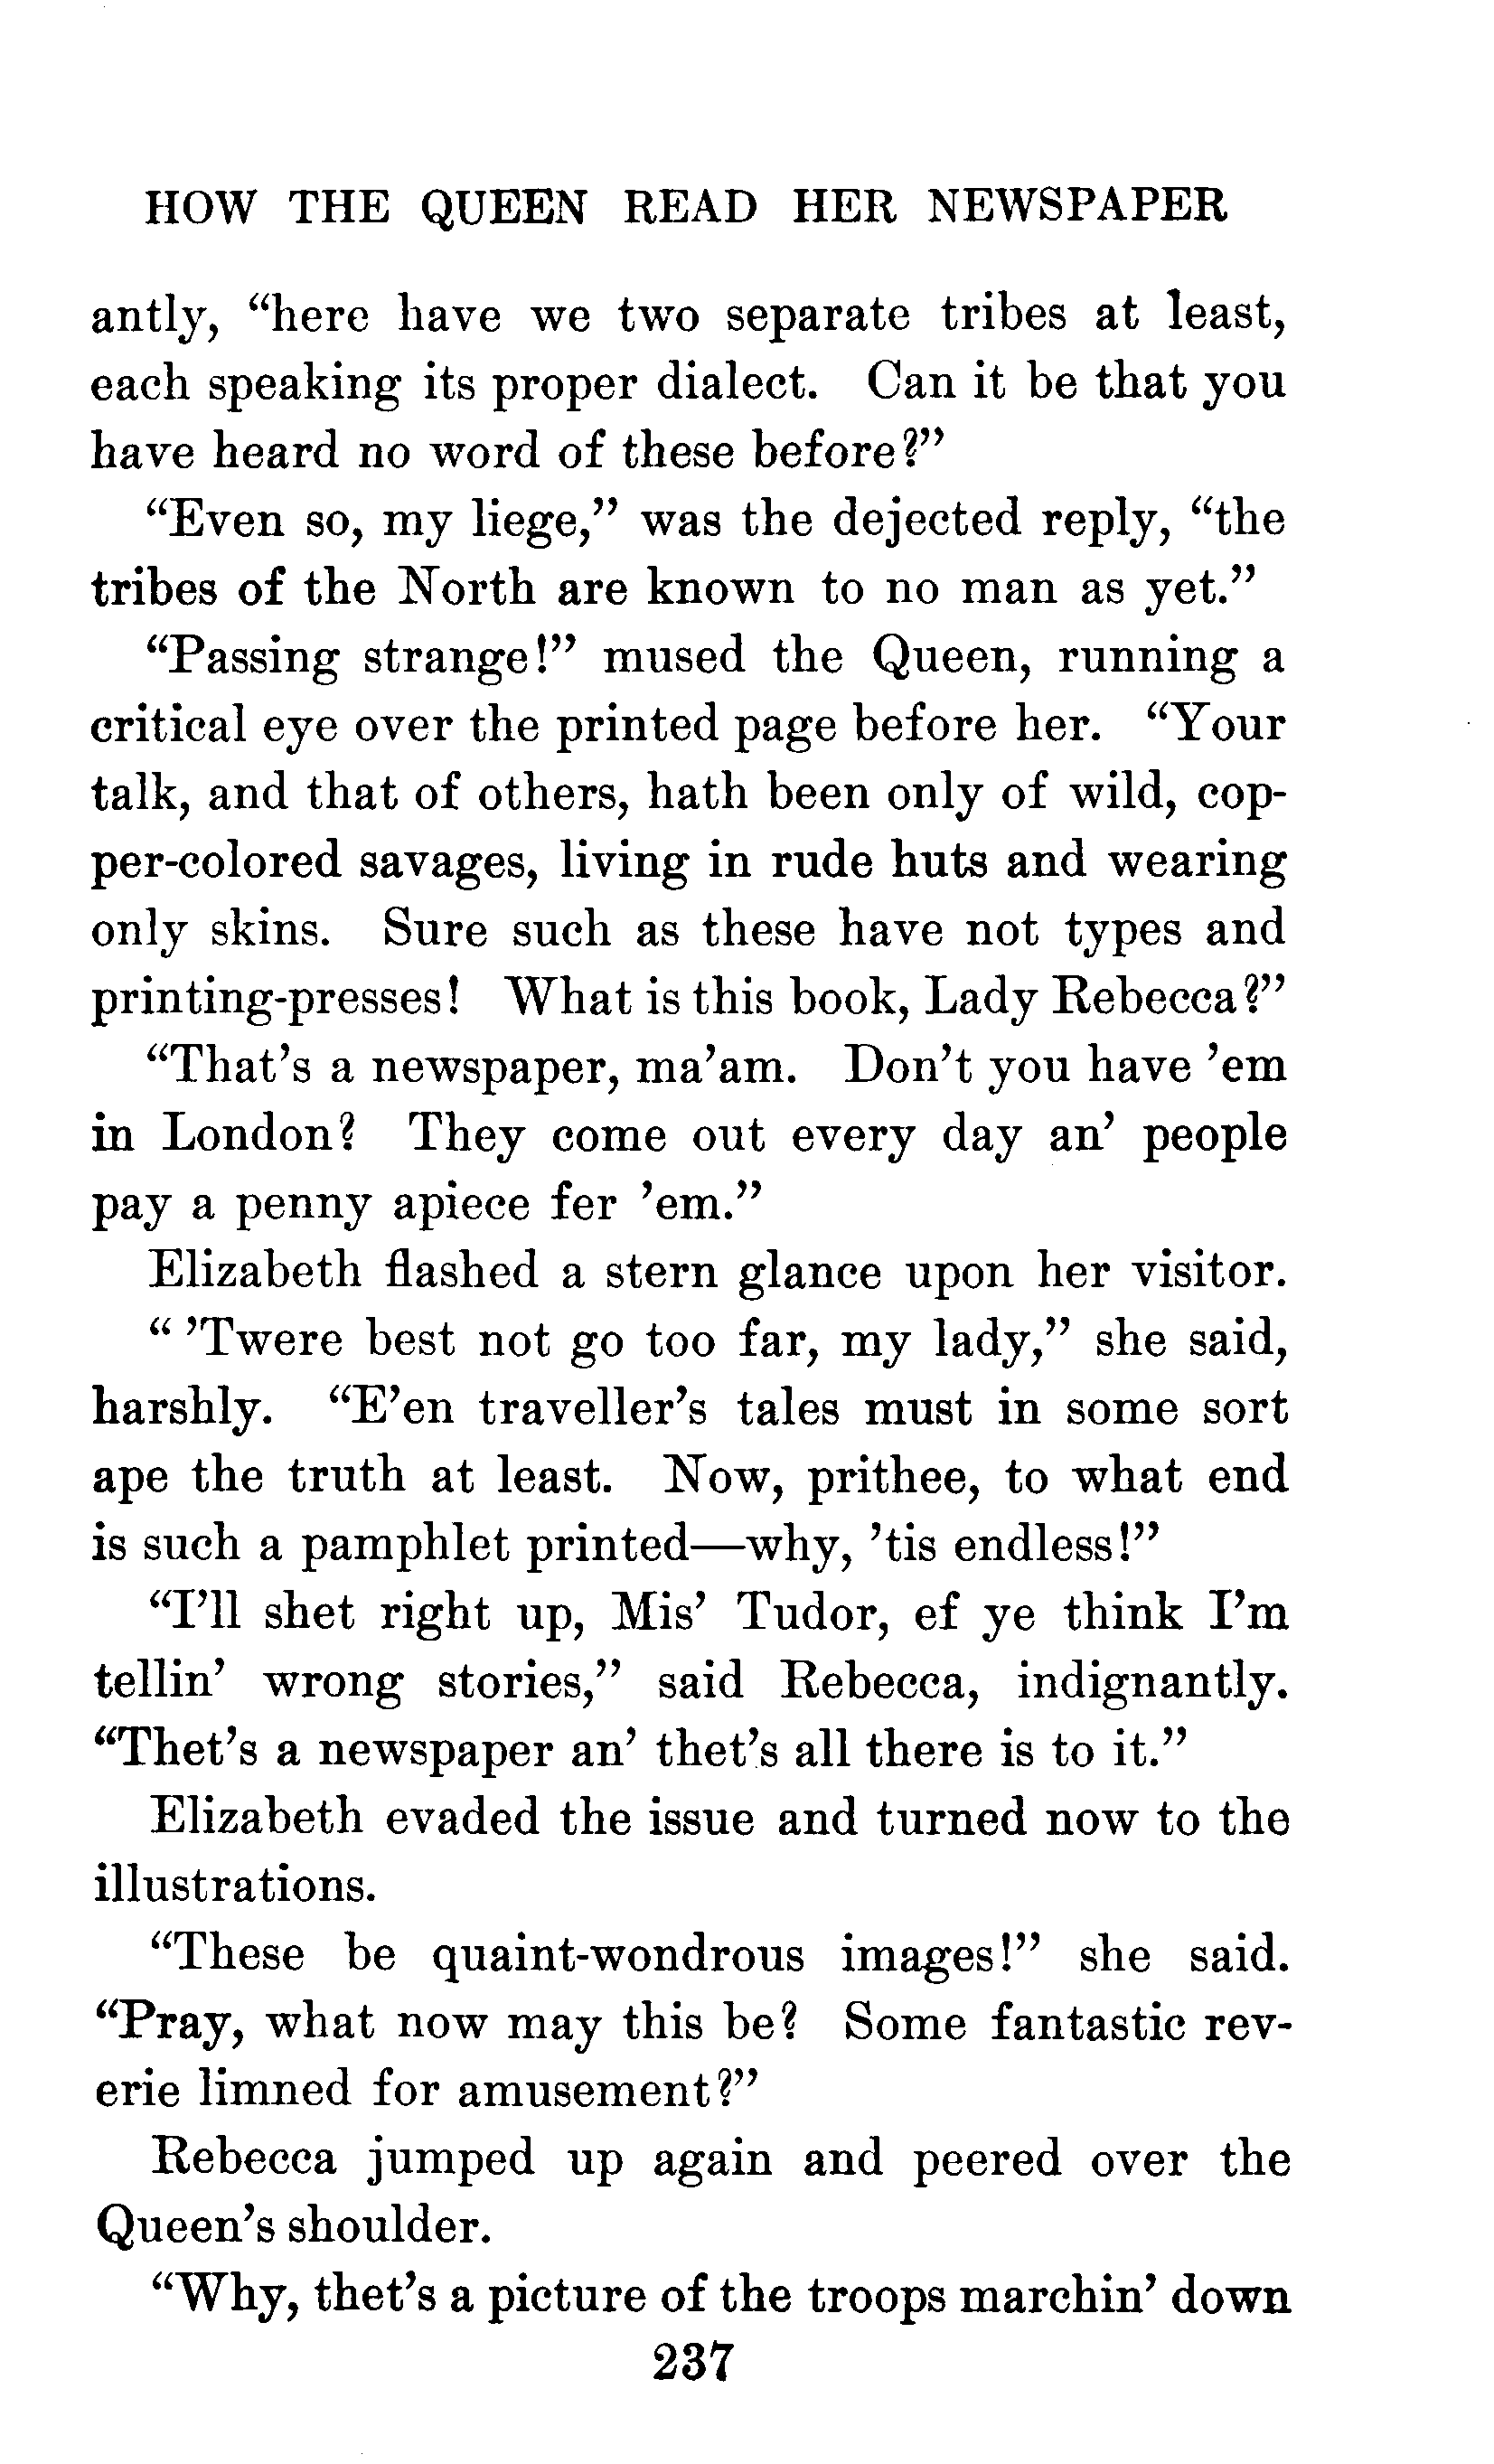 HOW THE QUEEN READ HER NEWSPAPER
antly, “here have we two separate tribes at least,
each speaking its proper dialect. Can it be that you
have heard no word of these before?”
“Even so, my liege,” was the dejected reply, “the
tribes of the North are known to no man as yet.”
“Passing strange!” mused the Queen, running a
critical eye over the printed page before her. “Your
talk, and that of others, hath been only of wild, cop-
per-colored savages, living in rude huts and wearing
only skins. Sure such as these have not types and
printing-presses! What is this book, Lady Rebecca?”
“That’s a newspaper, ma’am. Don’t you have ’em
in London? They come out every day an’ people
pay a penny apiece fer ’em.”
Elizabeth flashed a stern glance upon her visitor.
“ ’Twere best not go too far, my lady,” she said,
harshly. “E’en traveller’s tales must in some sort
ape the truth at least. Now, prithee, to what end
is such a pamphlet printed—why, ’tis endless!”
“I’ll shet right up, Mis’ Tudor, ef ye think I’m
tellin’ wrong stories,” said Rebecca, indignantly.
“Thet’s a newspaper an’ thet’s all there is to it.”
Elizabeth evaded the issue and turned now to the
illustrations.
“These be quaint-wondrous images!” she said.
“Pray, what now may this be? Some fantastic rev-
erie limned for amusement?”
Rebecca jumped up again and peered over the
Queen’s shoulder.
“Why, thet’s a picture of the troops marchin’ down
237